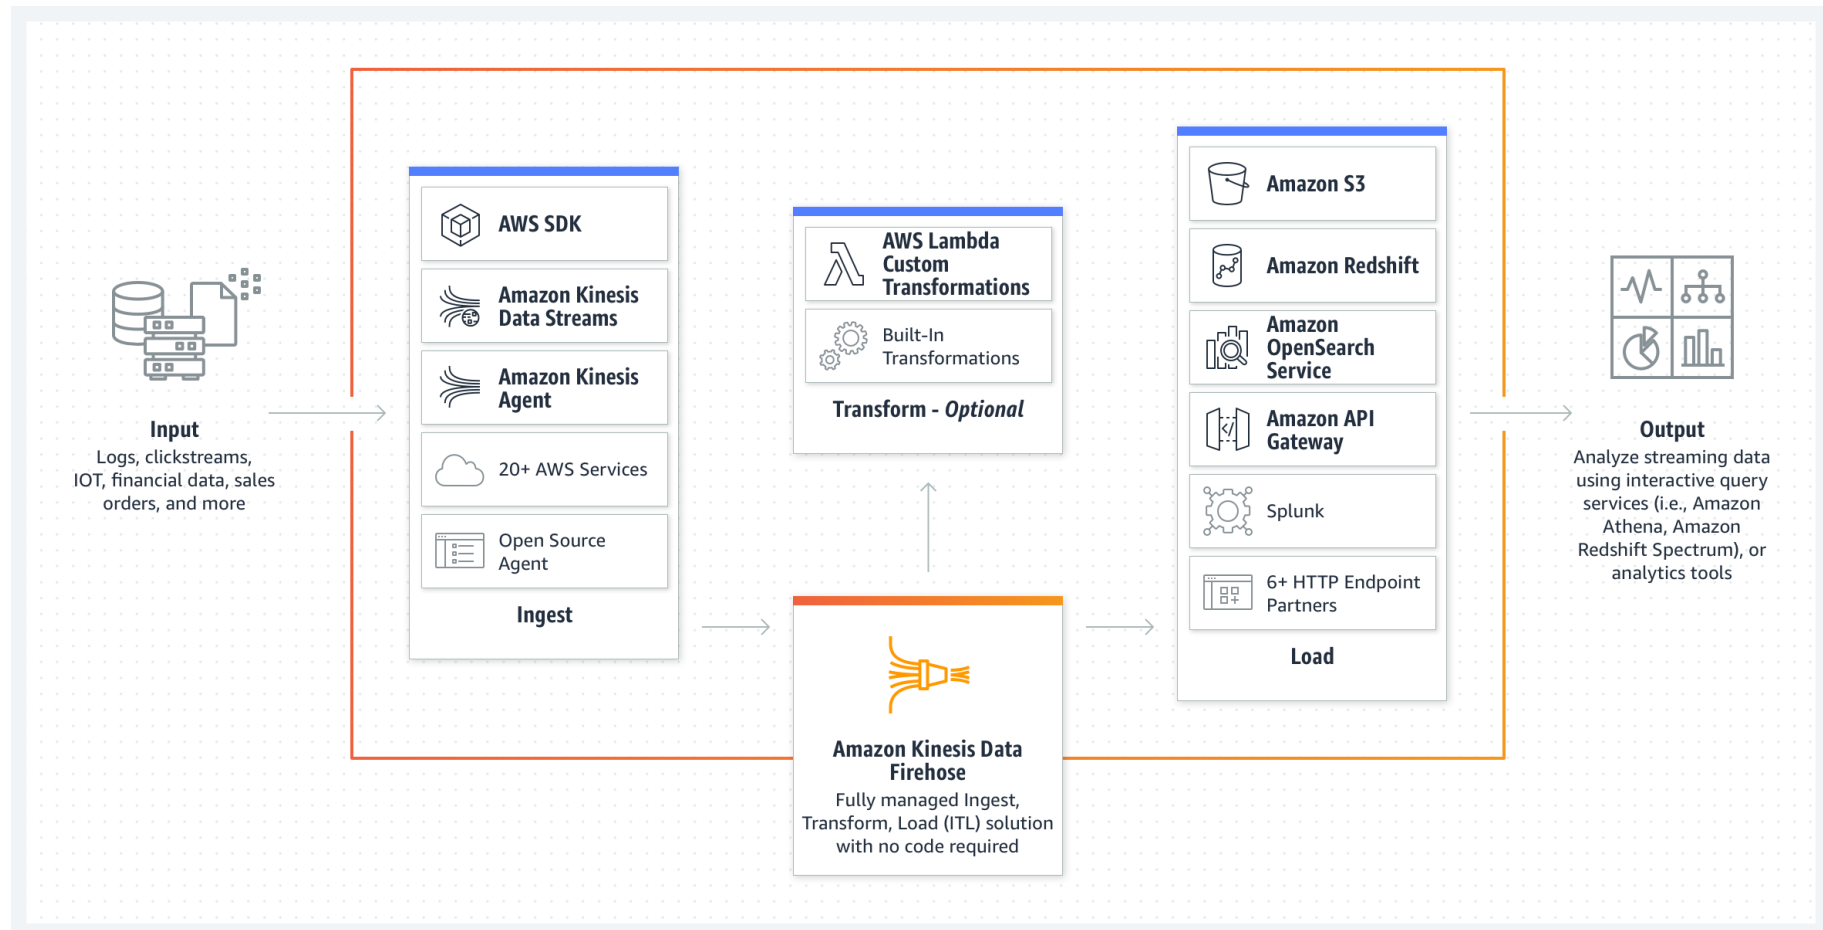 Input
Logs, clickstreams,
IOT, financial data, sales
orders, and more
AWS SDK
Amazon Kinesis
Data Streams
Amazon Kinesis
Agent
20+ AWS Services
Open Source
Agent
Ingest
AWS Lambda
Custom
Transformations
Built-In
Transformations
Transform - Optional
Amazon Kinesis Data
Firehose
Fully managed Ingest,
Transform, Load (ITL) solution
with no code required
Amazon S3
Amazon Redshift
Amazon
OpenSearch
Service
Amazon API
Gateway
Splunk
6+ HTTP Endpoint
Partners
Load
Output
Analyze streaming data
using interactive query
services (i.e., Amazon
Athena, Amazon
Redshift Spectrum), or
analytics tools